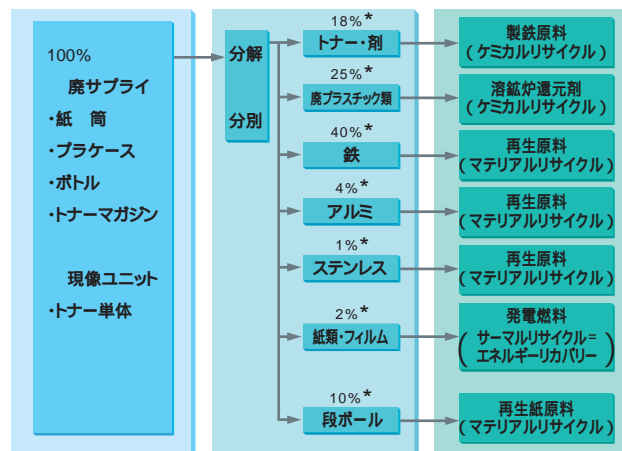 100%
廃サプライ
・紙　筒
・プラケース
・ボトル
・トナーマガジン
現像ユニット
・トナー単体
分解
分別
18%*
トナー・剤
25%*
廃プラスチック類
40%*
鉄
4%*
アルミ
1%*
ステンレス
2%*
紙類・フィルム
10%*
段ボール
製鉄原料
(ケミカルリサイクル)
溶鉱炉還元剤
(ケミカルリサイクル)
再生原料
(マテリアルリサイクル)
再生原料
(マテリアルリサイクル)
再生原料
(マテリアルリサイクル)
発電燃料
(サーマルリサイクル=
エネルギーリカバリー)
再生紙原料
(マテリアルリサイクル)